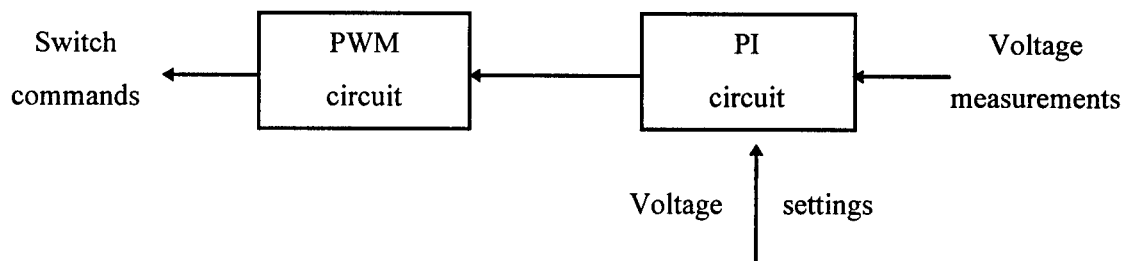 Switch
commands
PWM
circuit
PI
circuit
Voltage
measurements
Voltage settings